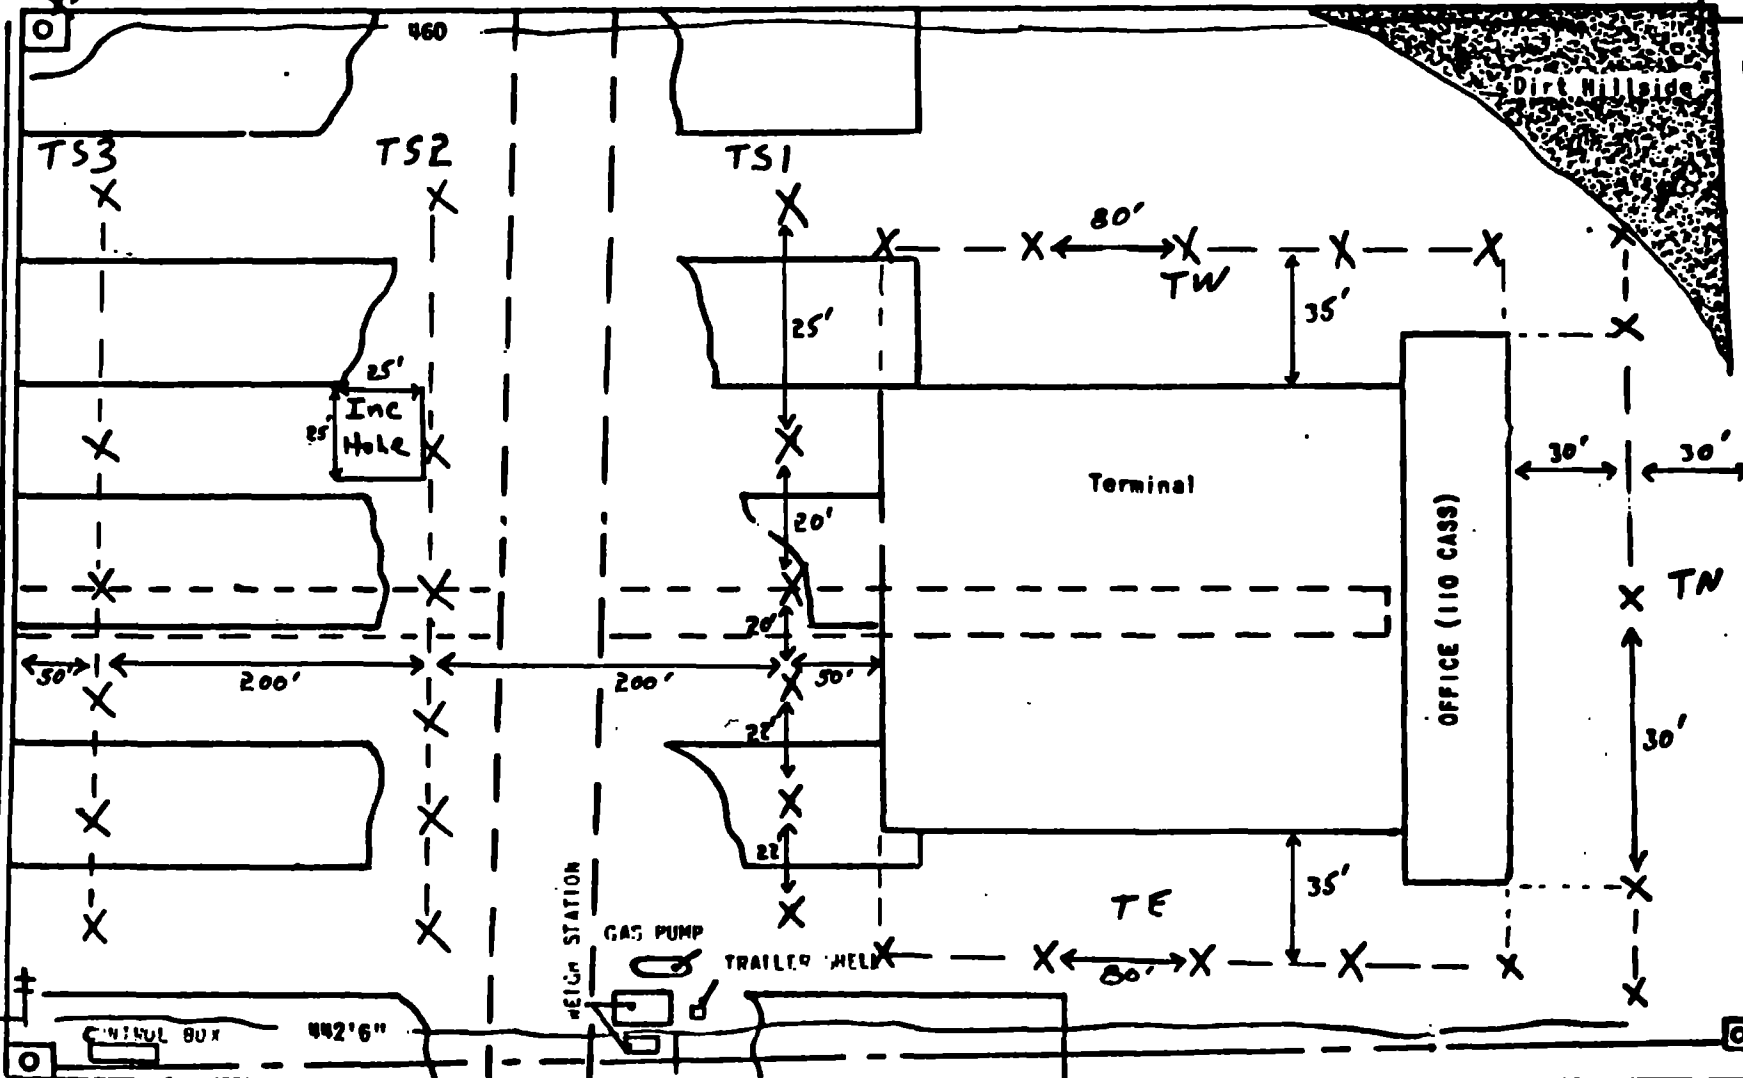 460
Dirt Hillside
TS3
TS2
TS1
80'
TW
25'
35'
25'
25'
Inc
Hole
30'
30'
Terminal
20'
OFFICE (110 CASS)
TN
20'
50'
200'
200'
50'
22'
30'
22'
35'
TE
WEIGH STATION
GAS PUMP
TRAILER
80'
CONTROL BOX
442'6"